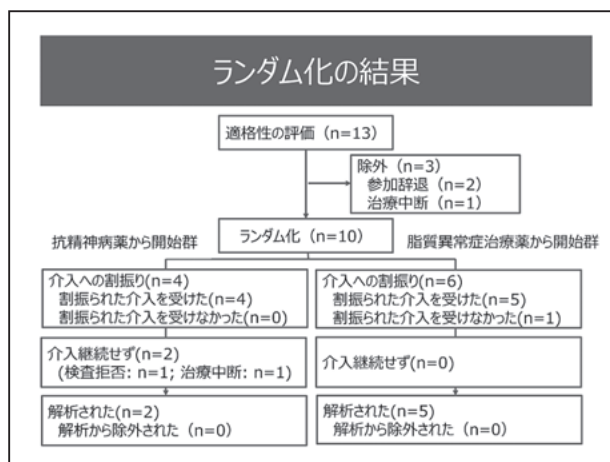 ランダム化の結果
適格性の評価（n=13）
除外（n=3）
参加辞退（n=2）
治療中断（n=1）
ランダム化（n=10）
抗精神病薬から開始群
脂質異常症治療薬から開始群
介入への割振り(n=4)
割振られた介入を受けた(n=4)
割振られた介入を受けなかった(n=0)
介入への割振り(n=6)
割振られた介入を受けた(n=5)
割振られた介入を受けなかった(n=1)
介入継続せず(n=2)
(検査拒否: n=1; 治療中断: n=1)
介入継続せず(n=0)
解析された(n=2)
解析から除外された（n=0)
解析された(n=5)
解析から除外された（n=0)